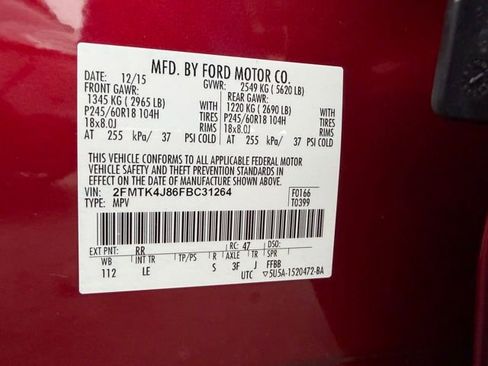 MFD. BY FORD MOTOR CO.
DATE: 12/15 GVWR: 2549 KG ( 5620 LB)
FRONT GAWR: REAR GAWR:
1345 KG ( 2965 LB) WITH 1220 KG ( 2690 LB) WITH
P245/60R18 104H TIRES P245/60R18 104H TIRES
18x8.0J RIMS 18x8.0J RIMS
AT 255 kPa/ 37 PSI COLD AT 255 kPa/ 37 PSI COLD
THIS VEHICLE CONFORMS TO ALL APPLICABLE FEDERAL MOTOR
VEHICLE SAFETY AND THEFT PREVENTION STANDARDS IN
EFFECT ON THE DATE OF MANUFACTURE SHOWN ABOVE.
VIN: 2FMTK4J86FBC31264 F0166
TYPE: MPV T0399
EXT PNT: RR RC: 47 DSO:
WB INT TR TP/PS R AXLE TR SPR
112 LE S 3F J FFBB
UTC ▽5U5A-1520472-BA